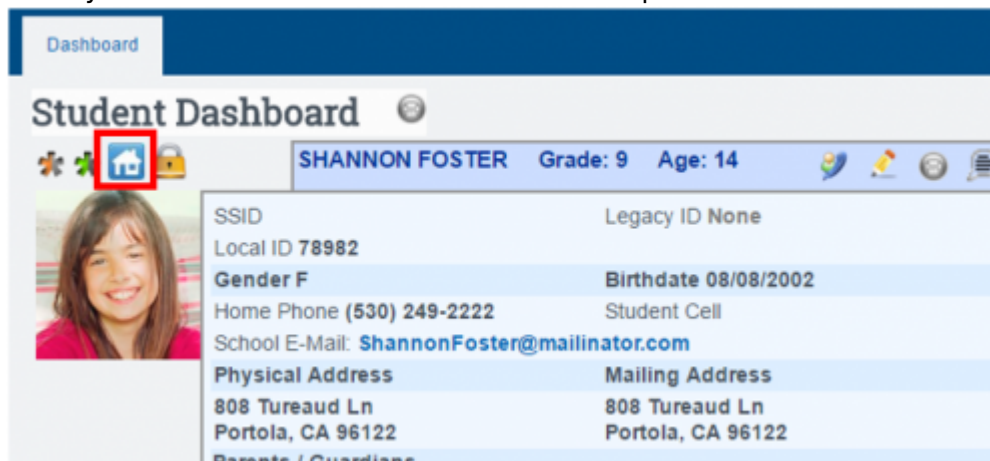 Dashboard
Student Dashboard
SHANNON FOSTER Grade: 9 Age: 14
SSID Legacy ID None
Local ID 78982
Gender F Birthdate 08/08/2002
Home Phone (530) 249-2222 Student Cell
School E-Mail: ShannonFoster@mailinator.com
Physical Address Mailing Address
808 Tureaud Ln 808 Tureaud Ln
Portola, CA 96122 Portola, CA 96122
Parents / Guardians